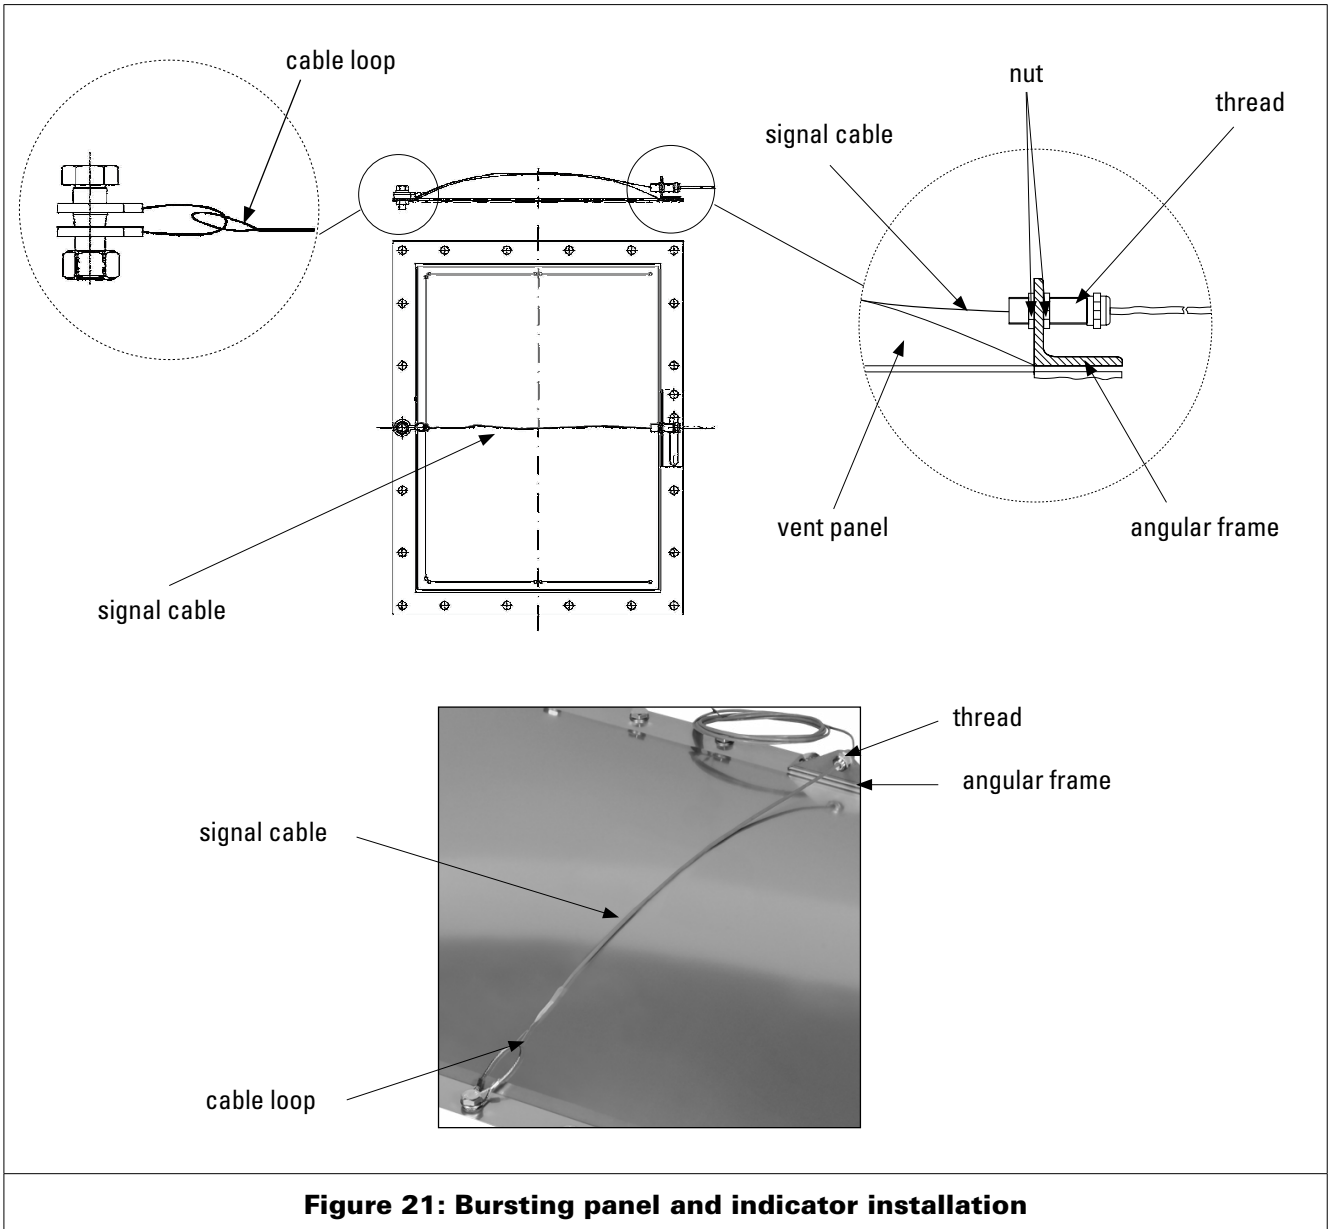 cable loop
nut
thread
signal cable
vent panel
angular frame
signal cable
thread
angular frame
signal cable
cable loop
Figure 21: Bursting panel and indicator installation